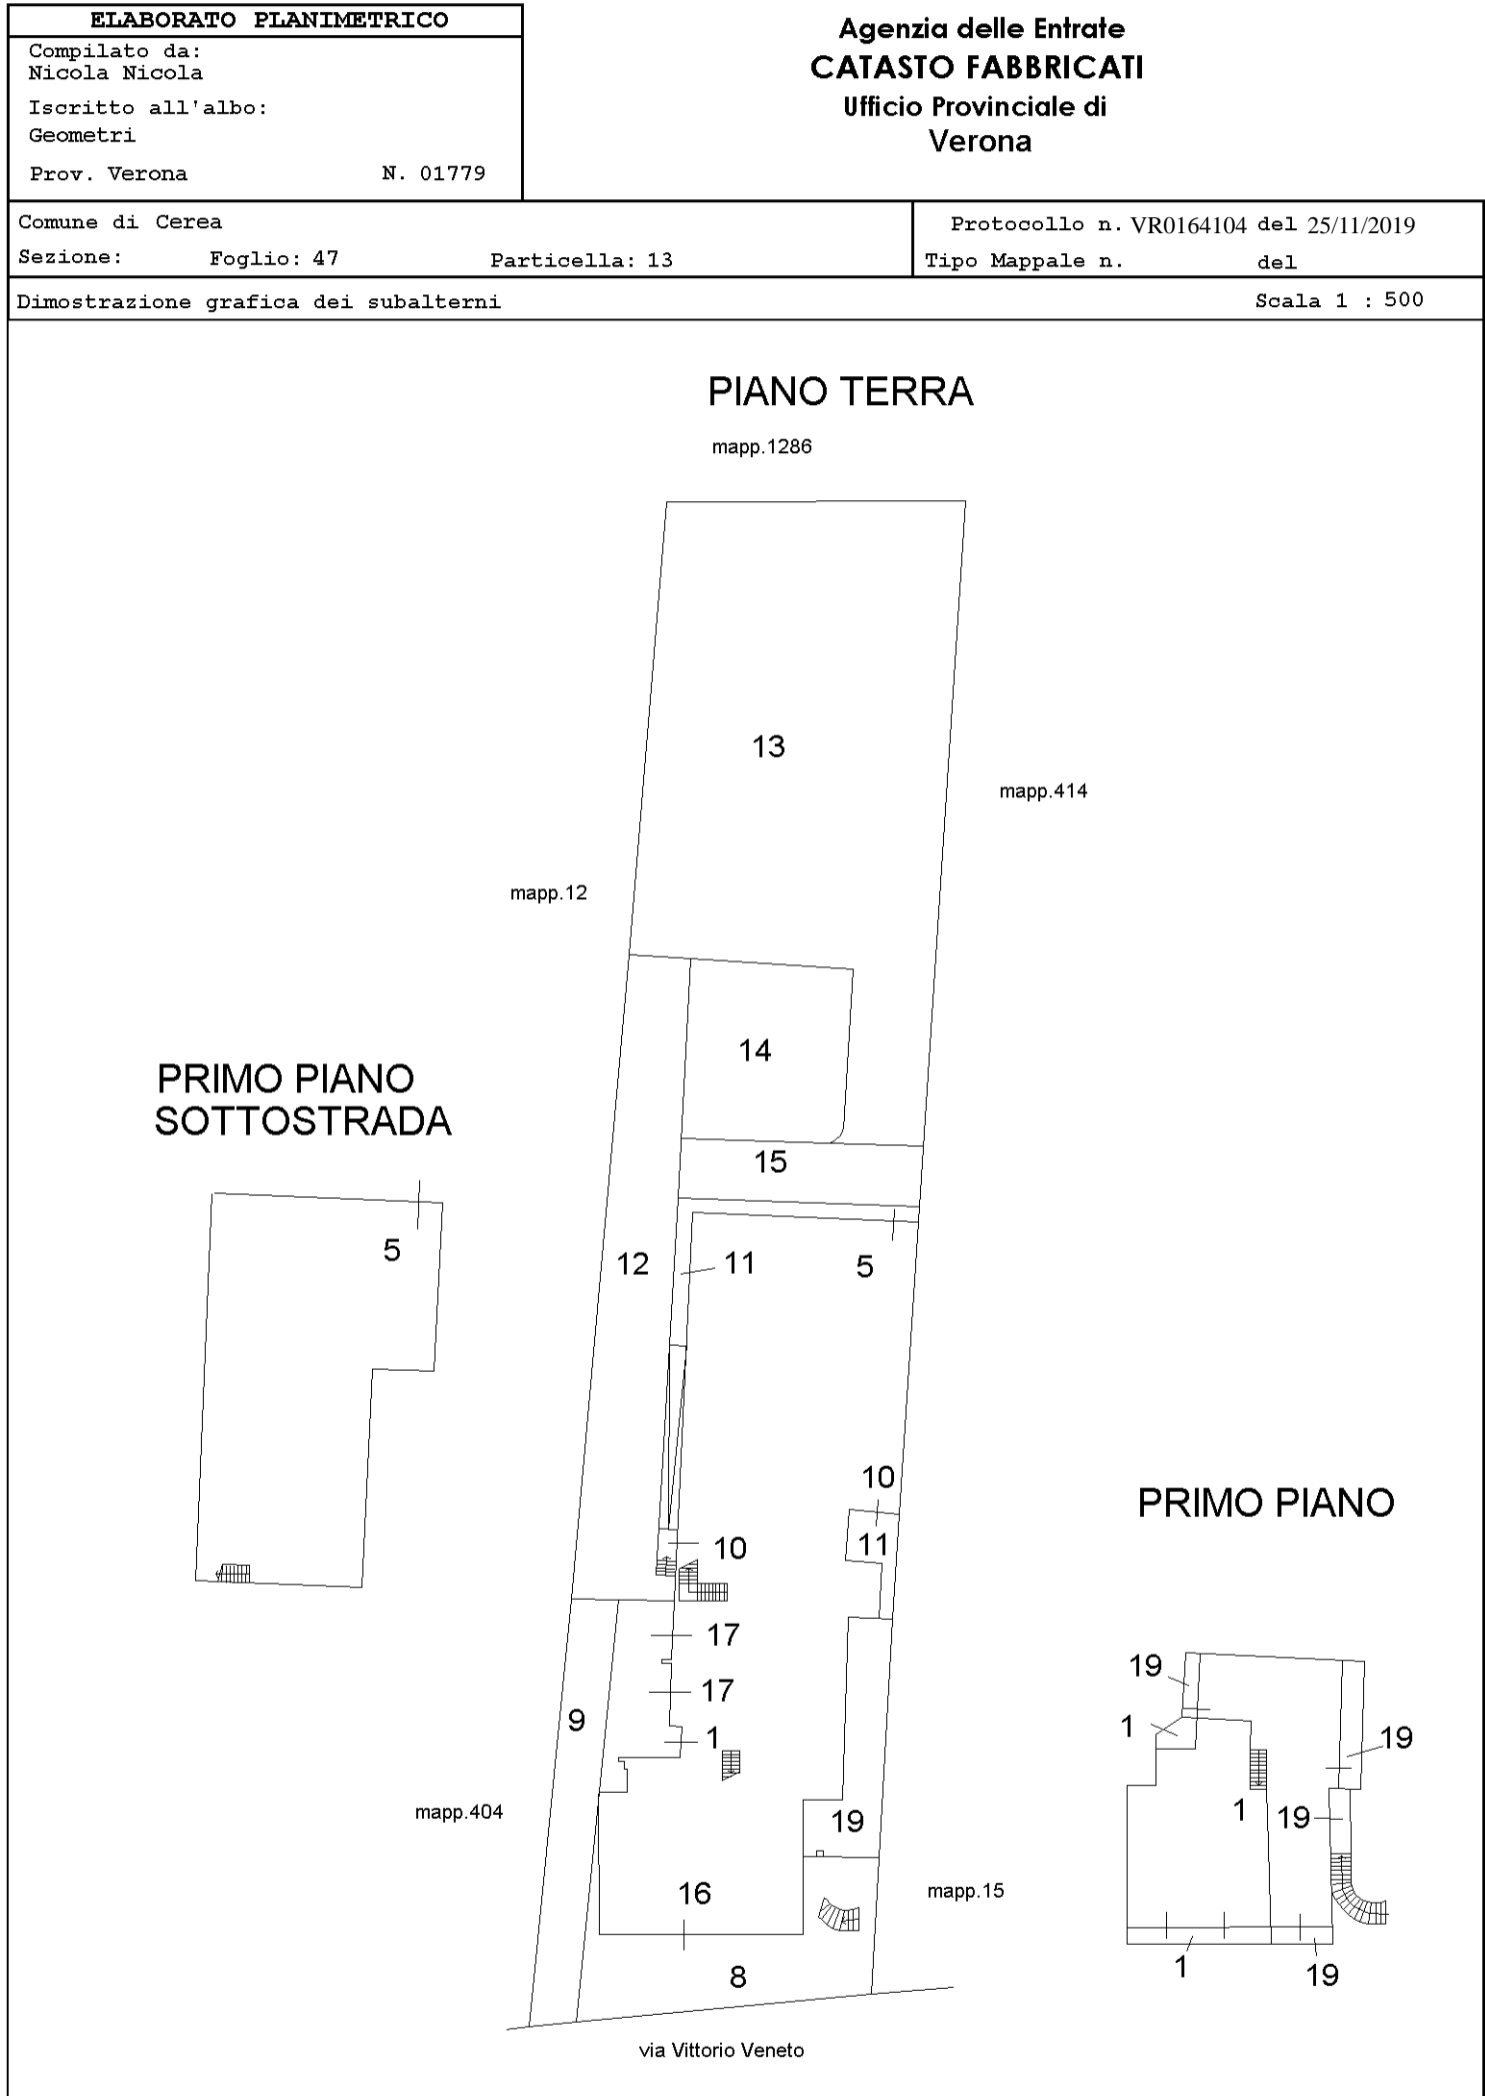 ELABORATO PLANIMETRICO
Compilato da:
Nicola Nicola
Iscritto all'albo:
Geometri
Prov. Verona N. 01779
Agenzia delle Entrate
CATASTO FABBRICATI
Ufficio Provinciale di
Verona
Comune di Cerea
Sezione: Foglio: 47 Particella: 13
Protocollo n. VR0164104 del 25/11/2019
Tipo Mappale n. del
Dimostrazione grafica dei subalterni Scala 1 : 500
PIANO TERRA
mapp.1286
13
mapp.414
mapp.12
14
PRIMO PIANO
SOTTOSTRADA
15
5
12
11
5
10
PRIMO PIANO
10
11
17
19
17
9
1
1
19
mapp.404
19
1
19
16
mapp.15
8
1
19
via Vittorio Veneto